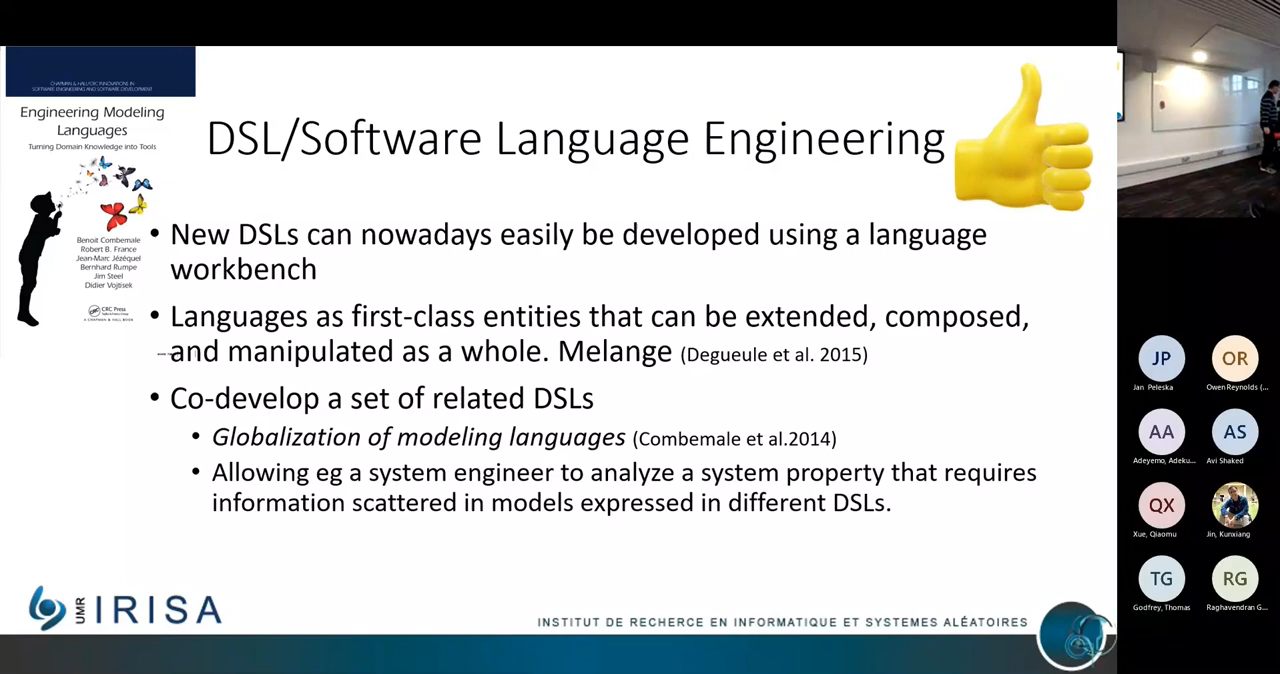 CHAPMAN & HALL/CRC INNOVATIONS IN
SOFTWARE ENGINEERING AND SOFTWARE DEVELOPMENT
Engineering Modeling
Languages
Turning Domain Knowledge into Tools
Benoit Combemale
Robert B. France
Jean-Marc Jézéquel
Bernhard Rumpe
Jim Steel
Didier Vojtisek
CRC Press
A CHAPMAN & HALL BOOK
DSL/Software Language Engineering
• New DSLs can nowadays easily be developed using a language
workbench
• Languages as first-class entities that can be extended, composed,
and manipulated as a whole. Melange (Degueule et al. 2015)
• Co-develop a set of related DSLs
• Globalization of modeling languages (Combemale et al.2014)
• Allowing eg a system engineer to analyze a system property that requires
information scattered in models expressed in different DSLs.
UMR IRISA
INSTITUT DE RECHERCE EN INFORMATIQUE ET SYSTEMES ALÉATOIRES
JP
OR
Jan Peleska
Owen Reynolds (...
AA
AS
Adeyemo, Adeku...
Avi Shaked
QX
Xue, Qiaomu
Jin, Kunxiang
TG
RG
Godfrey, Thomas
Raghavendran G...